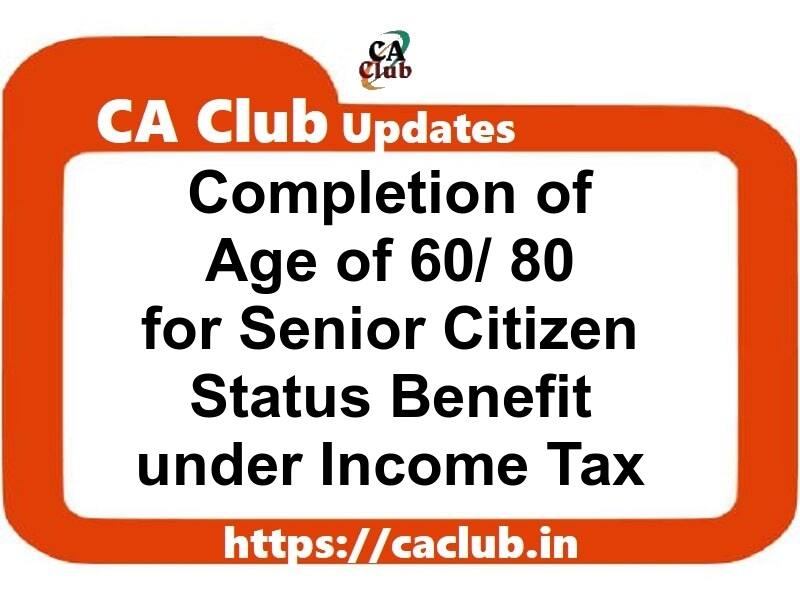 CA
Club
CA Club Updates
Completion of
Age of 60/ 80
for Senior Citizen
Status Benefit
under Income Tax
https://caclub.in